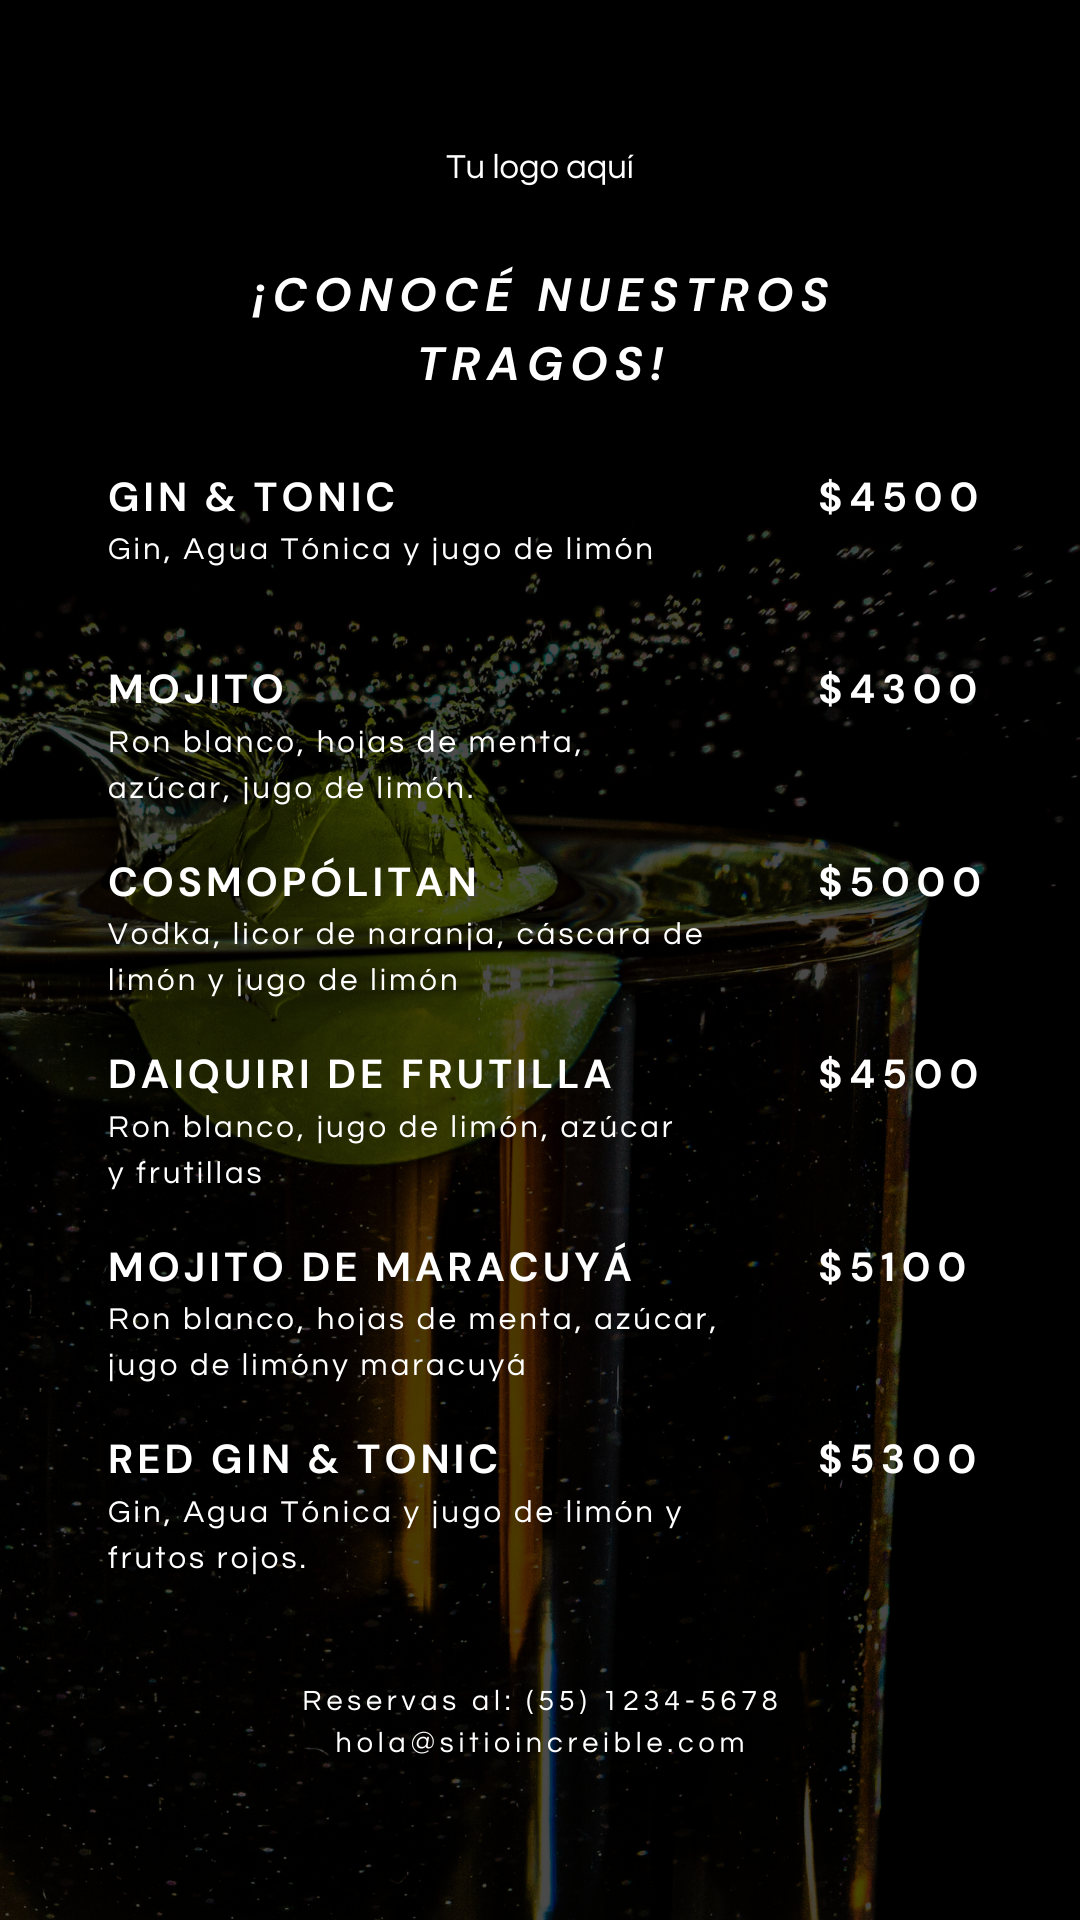 Tu logo aquí
¡CONOCÉ NUESTROS
TRAGOS!
GIN & TONIC $4500
Gin, Agua Tónica y jugo de limón
MOJITO $4300
Ron blanco, hojas de menta,
azúcar, jugo de limón.
COSMOPÓLITAN $5000
Vodka, licor de naranja, cáscara de
limón y jugo de limón
DAIQUIRI DE FRUTILLA $4500
Ron blanco, jugo de limón, azúcar
y frutillas
MOJITO DE MARACUYÁ $5100
Ron blanco, hojas de menta, azúcar,
jugo de limóny maracuyá
RED GIN & TONIC $5300
Gin, Agua Tónica y jugo de limón y
frutos rojos.
Reservas al: (55) 1234-5678
hola@sitioincreible.com